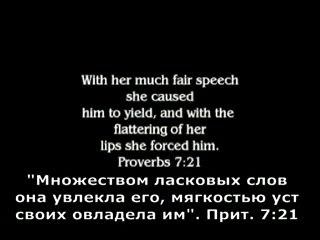 With her much fair speech
she caused
him to yield, and with the
flattering of her
lips she forced him.
Proverbs 7:21
"Множеством ласковых слов
она увлекла его, мягкостью уст
своих овладела им". Прит. 7:21